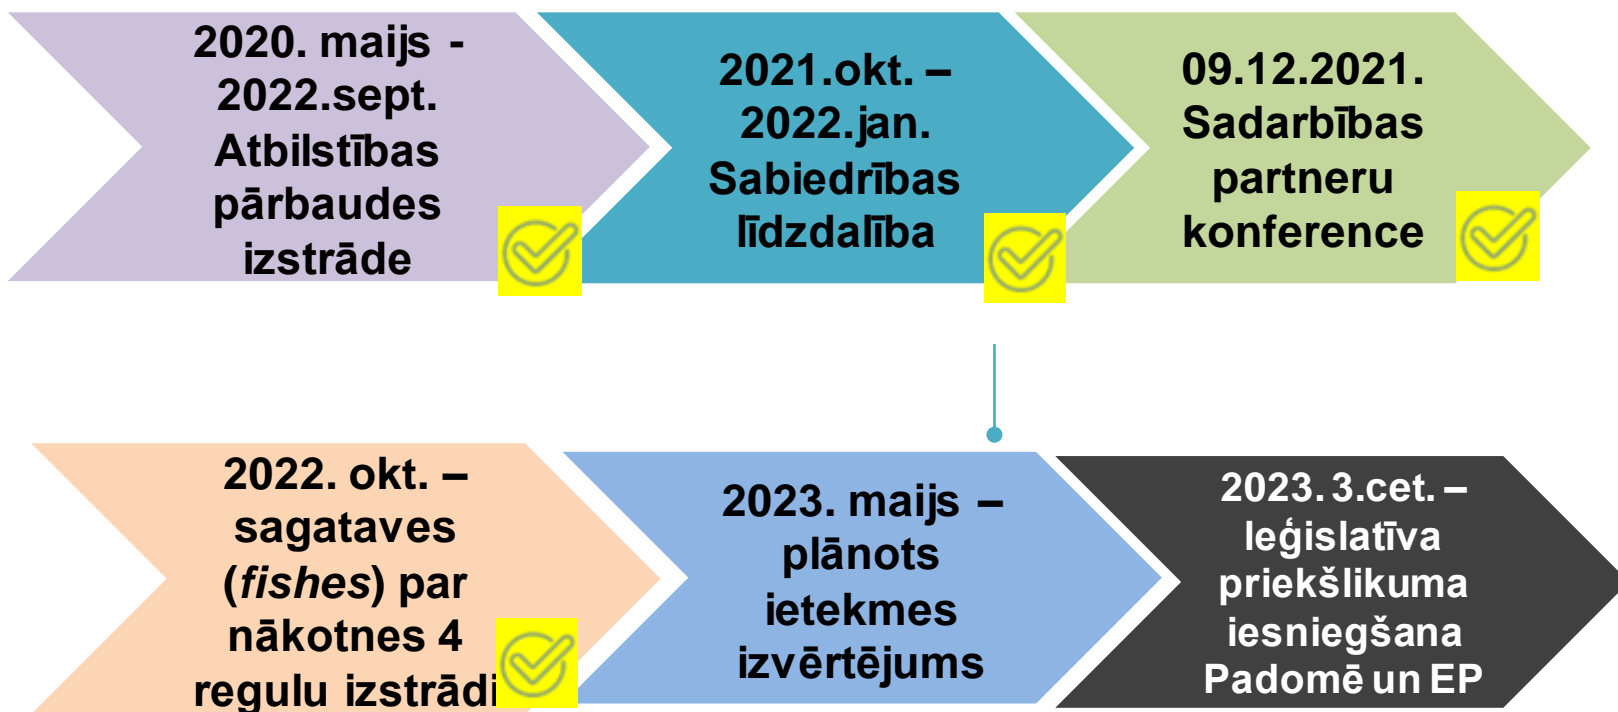 2020. maijs -
2022.sept.
Atbilstības
pārbaudes
izstrāde
2021.okt. –
2022.jan.
Sabiedrības
līdzdalība
09.12.2021.
Sadarbības
partneru
konference
2022. okt. –
sagataves
(fishes) par
nākotnes 4
regulu izstrādi
2023. maijs –
plānots
ietekmes
izvērtējums
2023. 3.cet. –
leģislatīva
priekšlikuma
iesniegšana
Padomē un EP